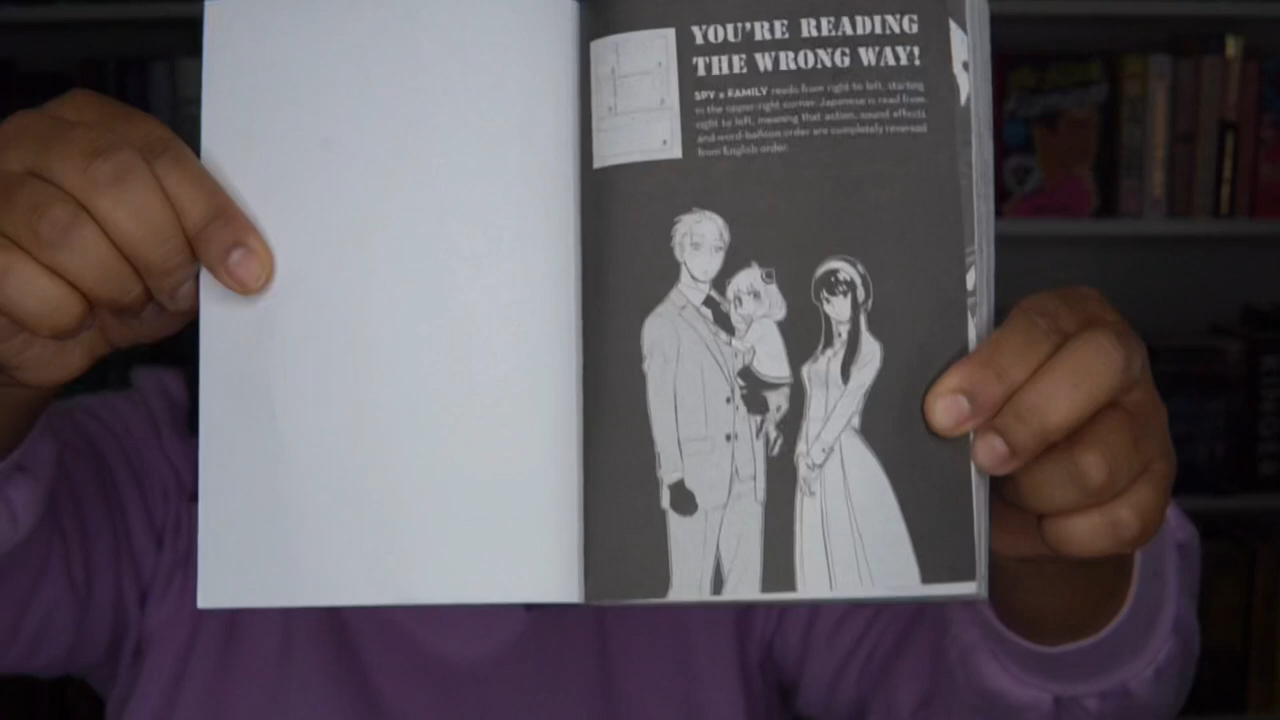 YOU'RE READING
THE WRONG WAY!
SPY x FAMILY reads from right to left, starting
in the upper-right corner. Japanese is read from
right to left, meaning that action, sound effects
and word-balloon order are completely reversed
from English order.